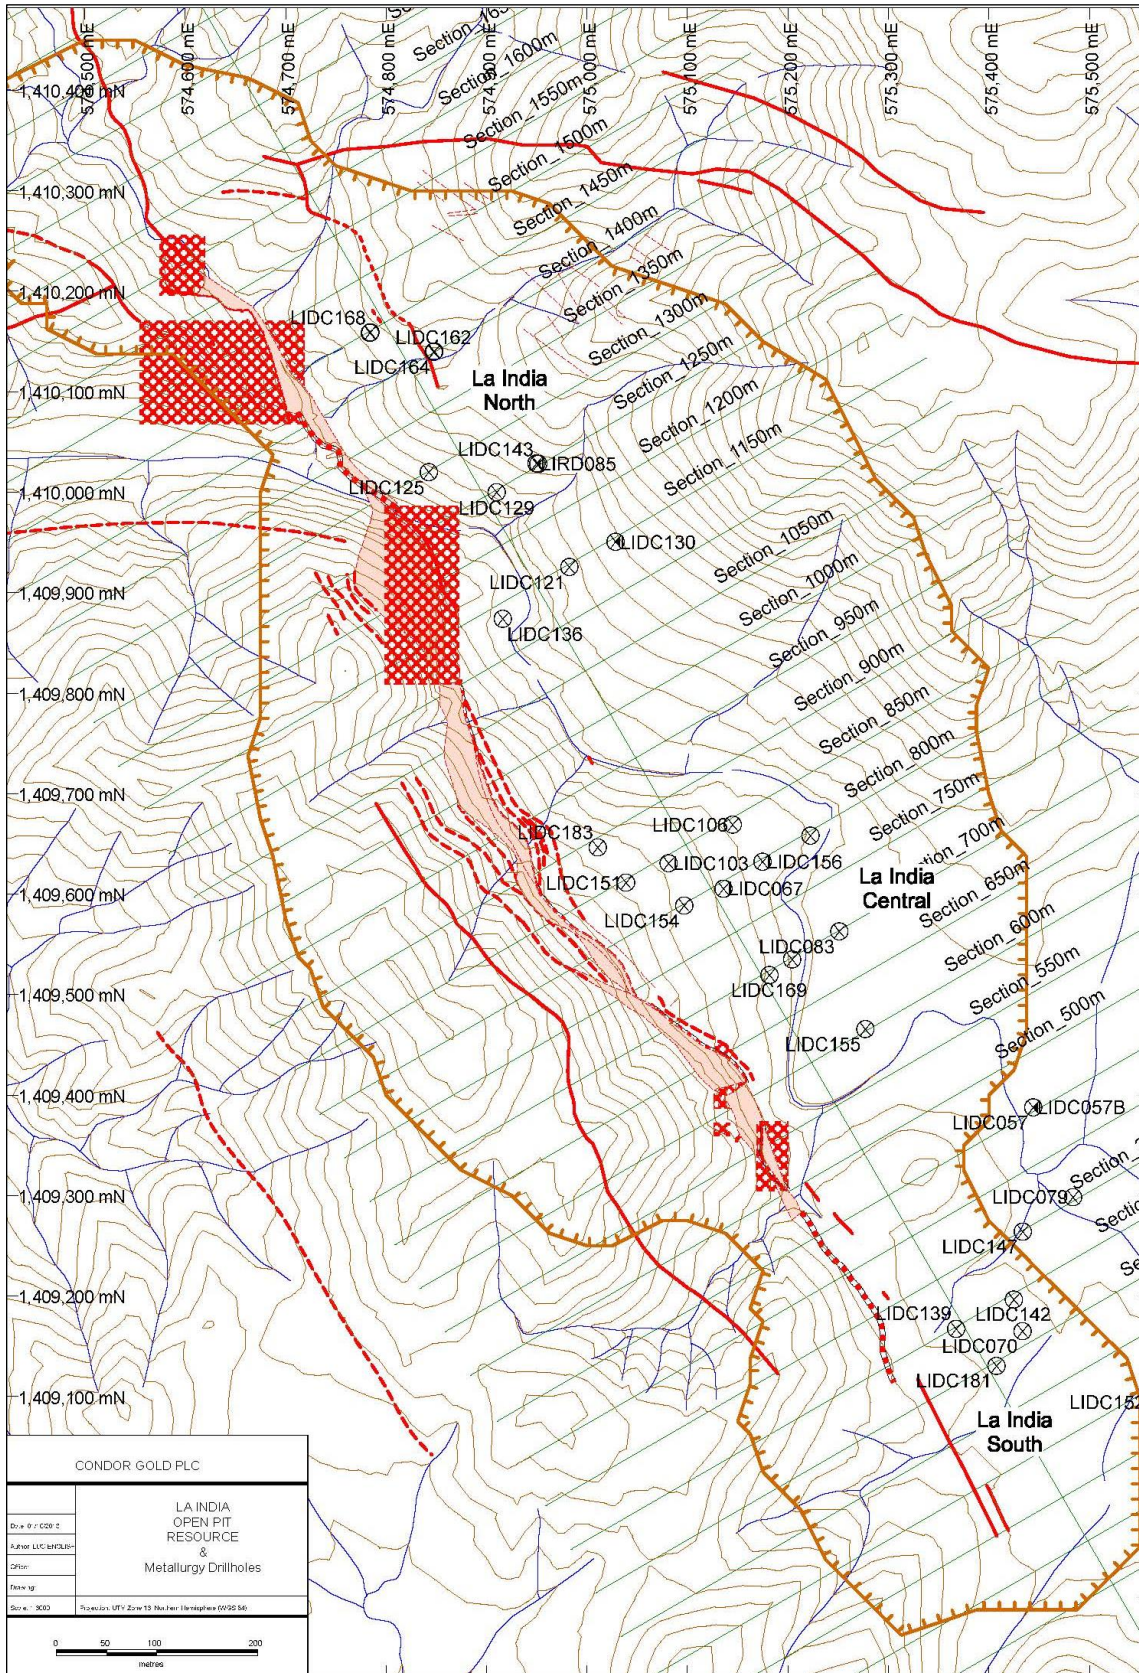 574,500 mE
574,600 mE
574,700 mE
574,800 mE
574,900 mE
575,000 mE
575,100 mE
575,200 mE
575,300 mE
575,400 mE
575,500 mE
Section_1600m
Section_1550m
Section_1500m
Section_1450m
Section_1400m
Section_1350m
Section_1300m
Section_1250m
Section_1200m
Section_1150m
Section_1050m
Section_1000m
Section_950m
Section_900m
Section_850m
Section_800m
Section_750m
Section_650m
Section_600m
Section_550m
Section_500m
1,410,400 mN
1,410,300 mN
1,410,200 mN
1,410,100 mN
1,410,000 mN
1,409,900 mN
1,409,800 mN
1,409,700 mN
1,409,600 mN
1,409,500 mN
1,409,400 mN
1,409,300 mN
1,409,200 mN
1,409,100 mN
LIDC168
LIDC162
LIDC164
La India
North
LIDC143
LIRD085
LIDC125
LIDC129
LIDC130
LIDC121
LIDC136
LIDC183
LIDC106
LIDC103
LIDC156
LIDC151
LIDC067
LIDC154
La India
Central
LIDC083
LIDC169
LIDC155
LIDC057B
LIDC057
LIDC079
LIDC147
LIDC139
LIDC142
LIDC070
LIDC181
LIDC152
La India
South
CONDOR GOLD PLC
LA INDIA
OPEN PIT
RESOURCE
&
Metallurgy Drillholes
0 50 100 200
metres